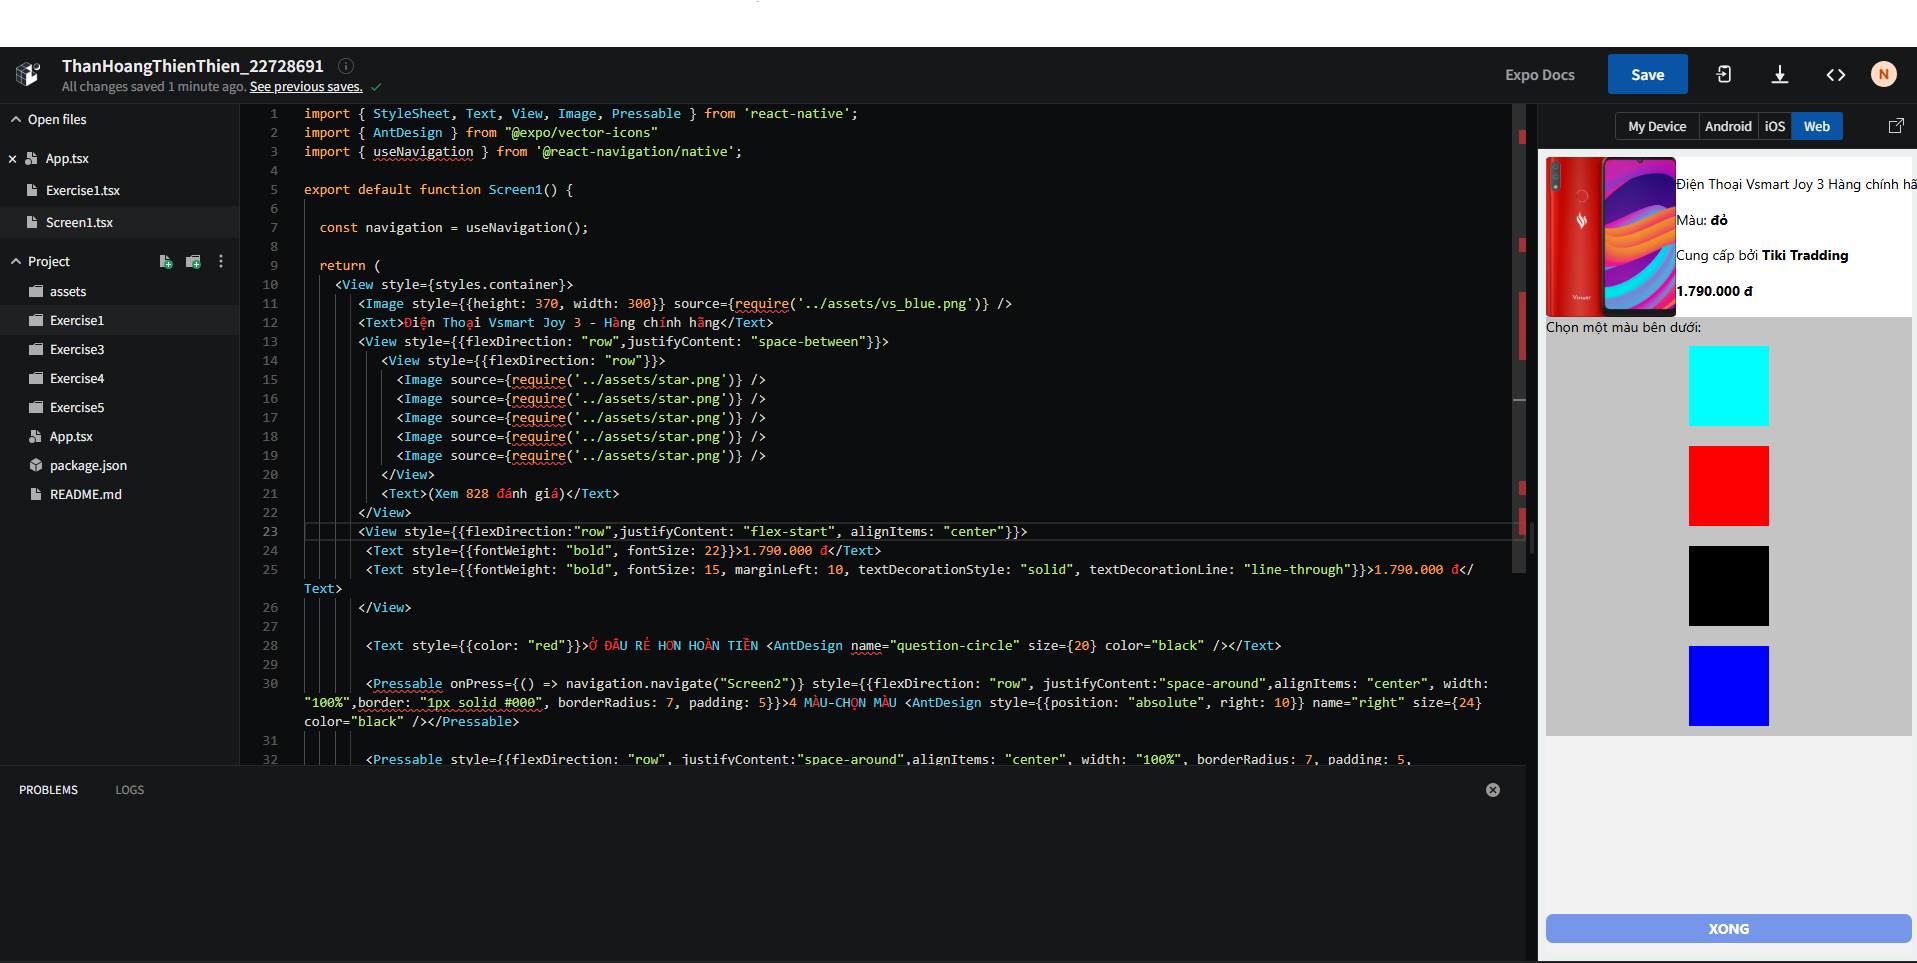 ThanHoangThienThien_22728691
All changes saved 1 minute ago. See previous saves.
Expo Docs
Save
N
Open files
App.tsx
Exercise1.tsx
Screen1.tsx
Project
assets
Exercise1
Exercise3
Exercise4
Exercise5
App.tsx
package.json
README.md
1 import { StyleSheet, Text, View, Image, Pressable } from 'react-native';
2 import { AntDesign } from "@expo/vector-icons"
3 import { useNavigation } from '@react-navigation/native';
4
5 export default function Screen1() {
6
7 const navigation = useNavigation();
8
9 return (
10 <View style={styles.container}>
11 <Image style={{height: 370, width: 300}} source={require('../assets/vs_blue.png')} />
12 <Text>Điện Thoại Vsmart Joy 3 - Hàng chính hãng</Text>
13 <View style={{flexDirection: "row",justifyContent: "space-between"}}>
14 <View style={{flexDirection: "row"}}>
15 <Image source={require('../assets/star.png')} />
16 <Image source={require('../assets/star.png')} />
17 <Image source={require('../assets/star.png')} />
18 <Image source={require('../assets/star.png')} />
19 <Image source={require('../assets/star.png')} />
20 </View>
21 <Text>(Xem 828 đánh giá)</Text>
22 </View>
23 <View style={{flexDirection:"row",justifyContent: "flex-start", alignItems: "center"}}>
24 <Text style={{fontWeight: "bold", fontSize: 22}}>1.790.000 đ</Text>
25 <Text style={{fontWeight: "bold", fontSize: 15, marginLeft: 10, textDecorationStyle: "solid", textDecorationLine: "line-through"}}>1.790.000 đ</
Text>
26 </View>
27
28 <Text style={{color: "red"}}>Ở ĐÂU RẺ HƠN HOÀN TIỀN <AntDesign name="question-circle" size={20} color="black" /></Text>
29
30 <Pressable onPress={() => navigation.navigate("Screen2")} style={{flexDirection: "row", justifyContent:"space-around",alignItems: "center", width:
"100%",border: "1px solid #000", borderRadius: 7, padding: 5}}>4 MÀU-CHỌN MÀU <AntDesign style={{position: "absolute", right: 10}} name="right" size={24}
color="black" /></Pressable>
31
32 <Pressable style={{flexDirection: "row", justifyContent:"space-around",alignItems: "center", width: "100%", borderRadius: 7, padding: 5,
PROBLEMS
LOGS
My Device
Android
iOS
Web
Vsmart
Điện Thoại Vsmart Joy 3 Hàng chính hã
Màu: đỏ
Cung cấp bởi Tiki Tradding
1.790.000 đ
Chọn một màu bên dưới:
XONG